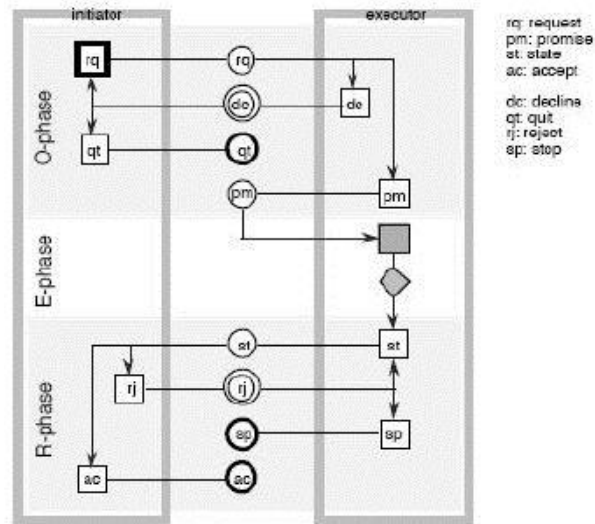 initiator
executor
rq: request
pm: promise
st: state
ac: accept
dc: decline
qt: quit
rj: reject
sp: stop
O-phase
rq
rq
dc
dc
qt
qt
pm
pm
E-phase
R-phase
st
st
rj
rj
sp
sp
ac
ac